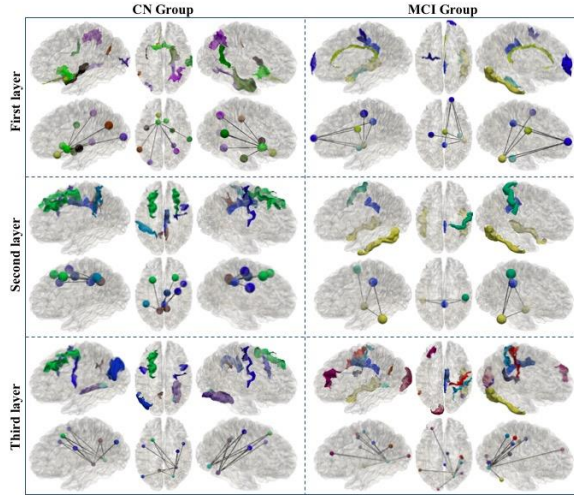 CN Group
MCI Group
First layer
Second layer
Third layer